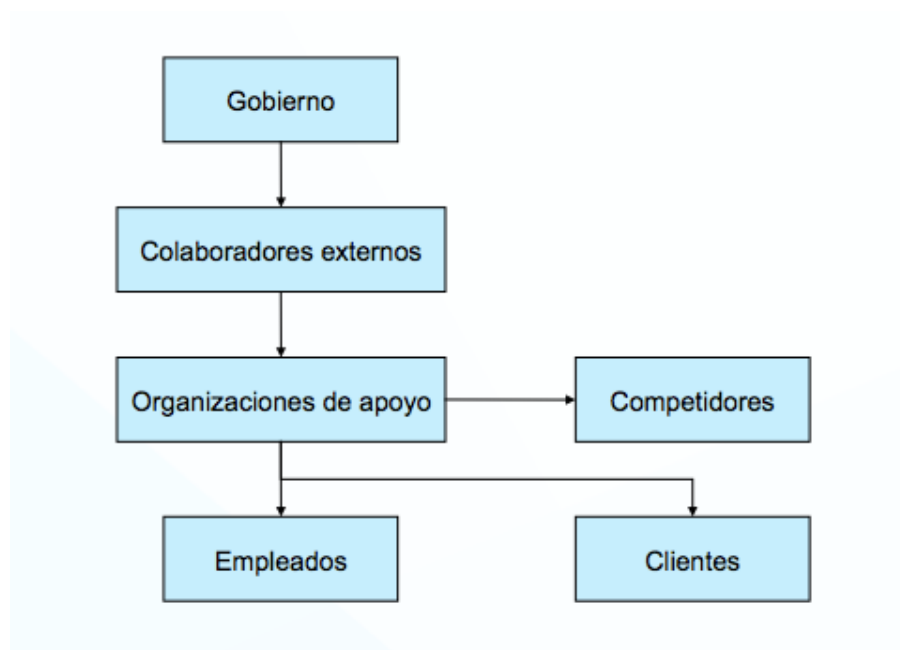 Gobierno
Colaboradores externos
Organizaciones de apoyo
Competidores
Empleados
Clientes